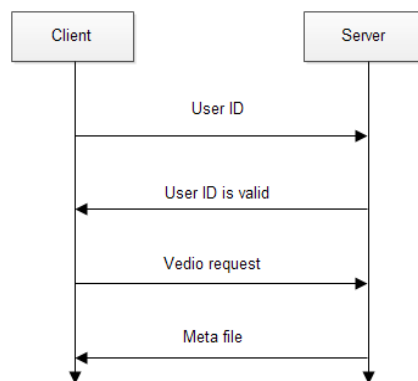 Client
Server
User ID
User ID is valid
Vedio request
Meta file